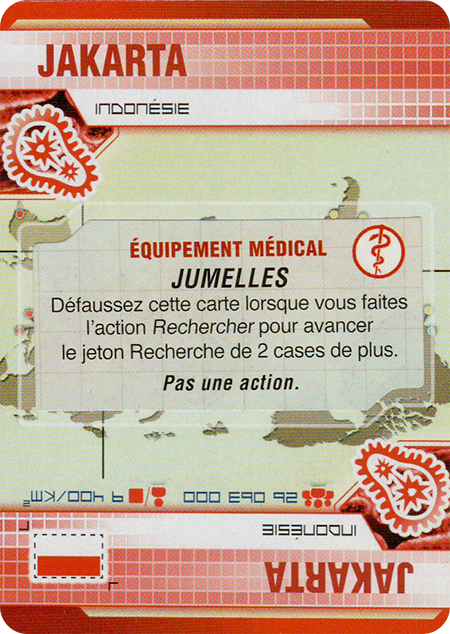 JAKARTA
INDONÉSIE
ÉQUIPEMENT MÉDICAL
JUMELLES
Défaussez cette carte lorsque vous faites
l'action Rechercher pour avancer
le jeton Recherche de 2 cases de plus.
Pas une action.
26 063 000 9 400/KM²
INDONÉSIE
JAKARTA